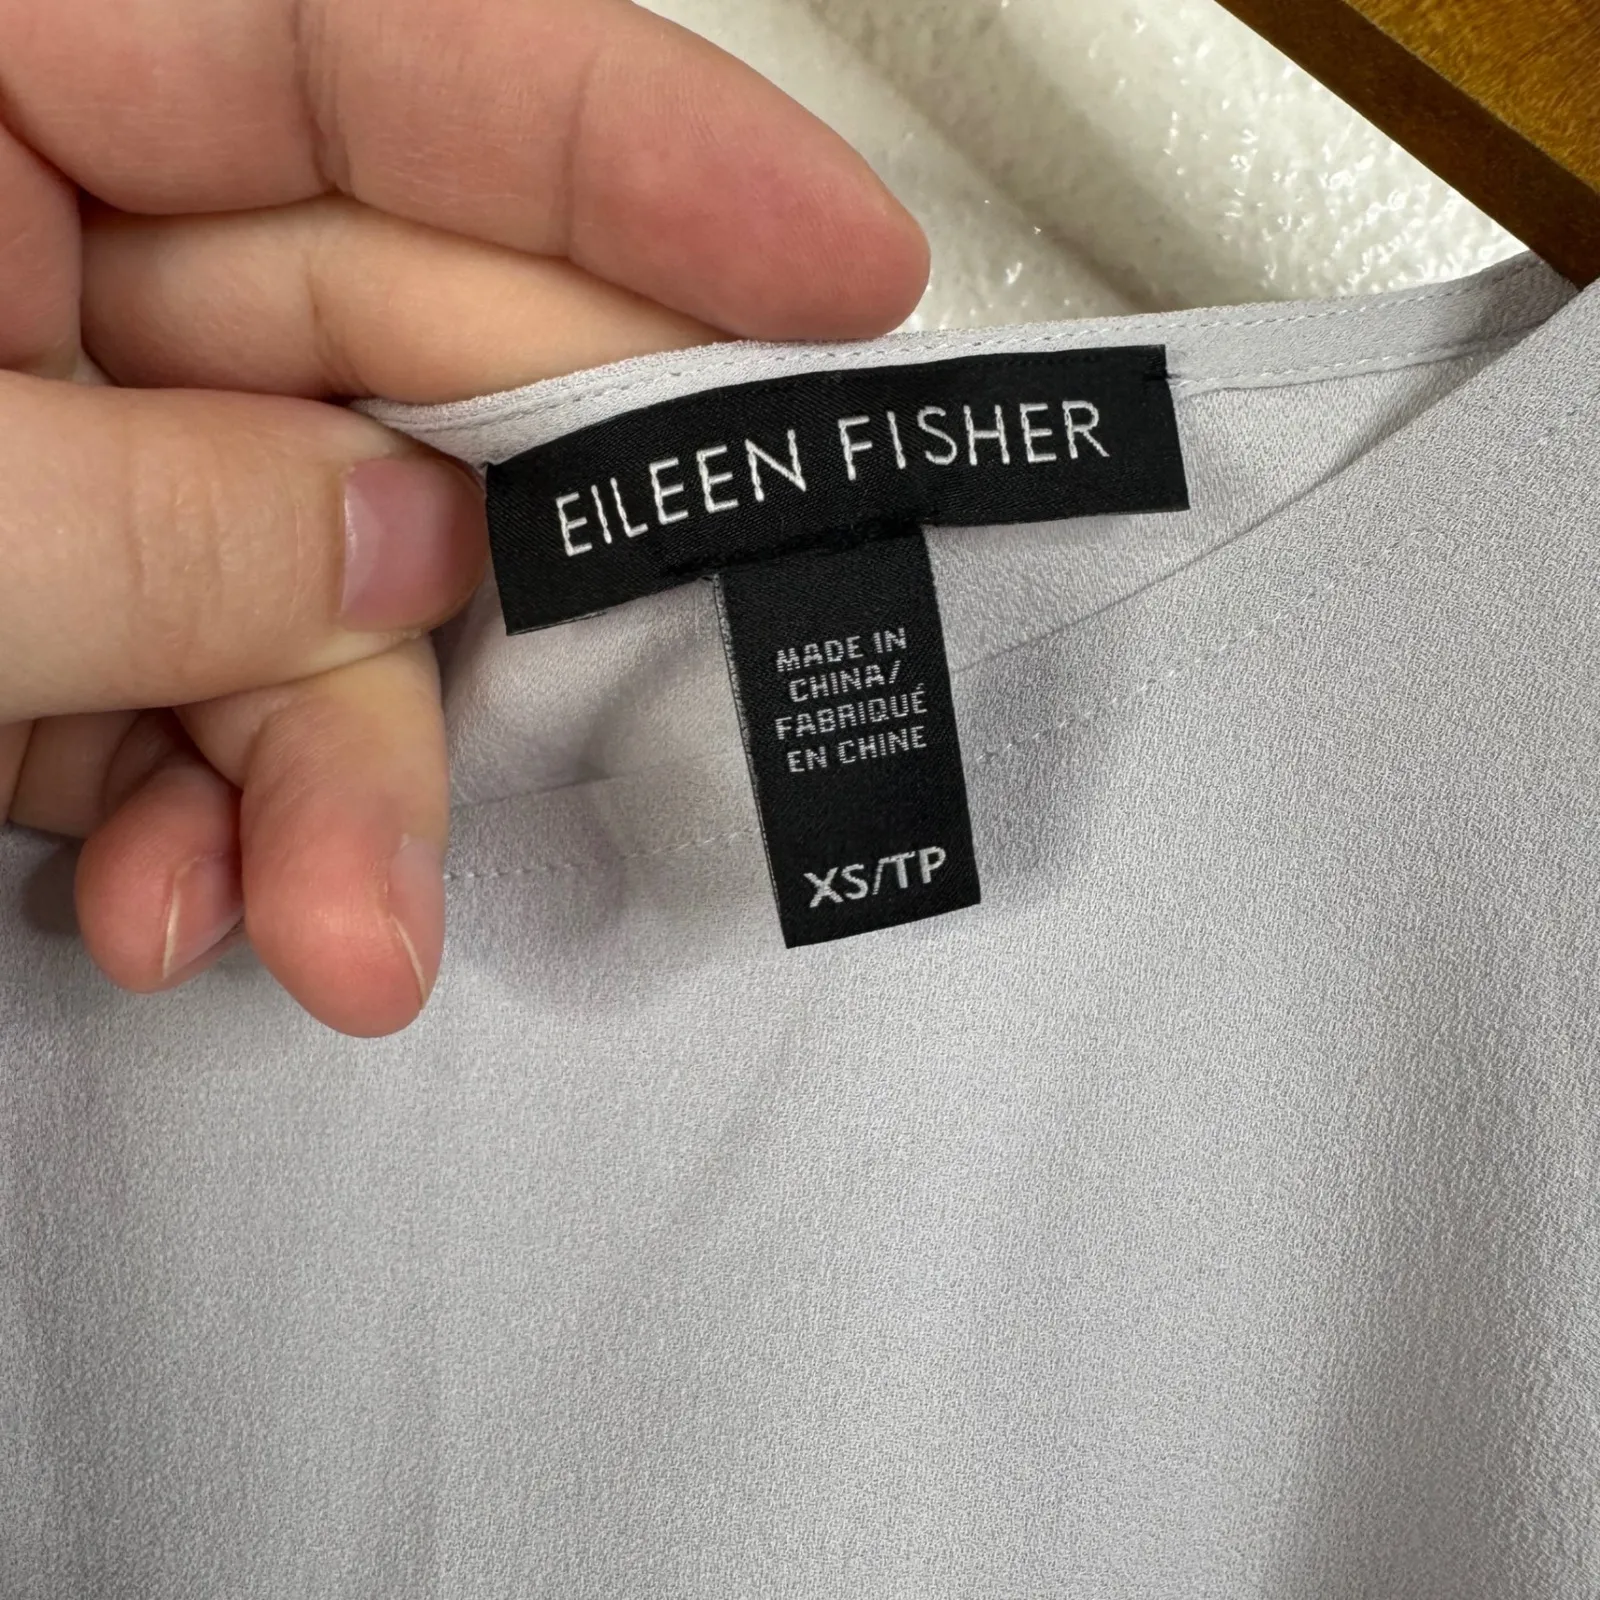 EILEEN FISHER
MADE IN
CHINA/
FABRIQUÉ
EN CHINE
XS/TP